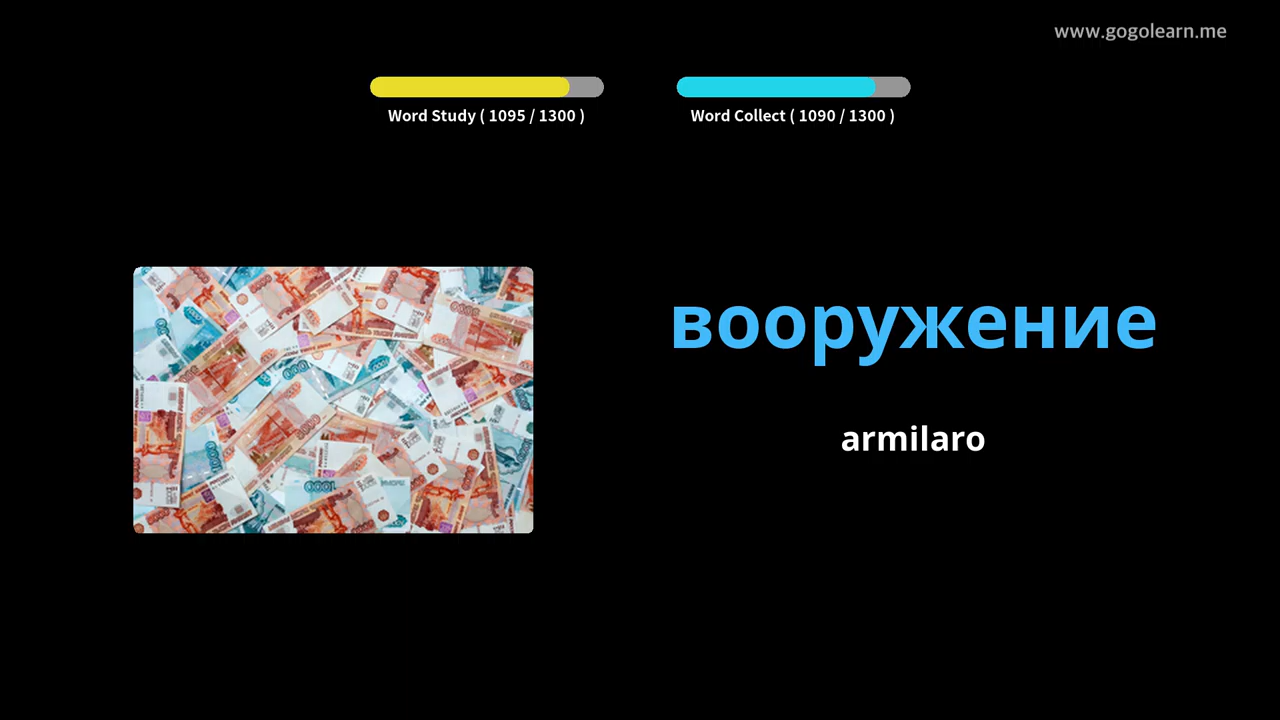 www.gogolearn.me
Word Study ( 1095 / 1300 )
Word Collect ( 1090 / 1300 )
вооружение
armilaro